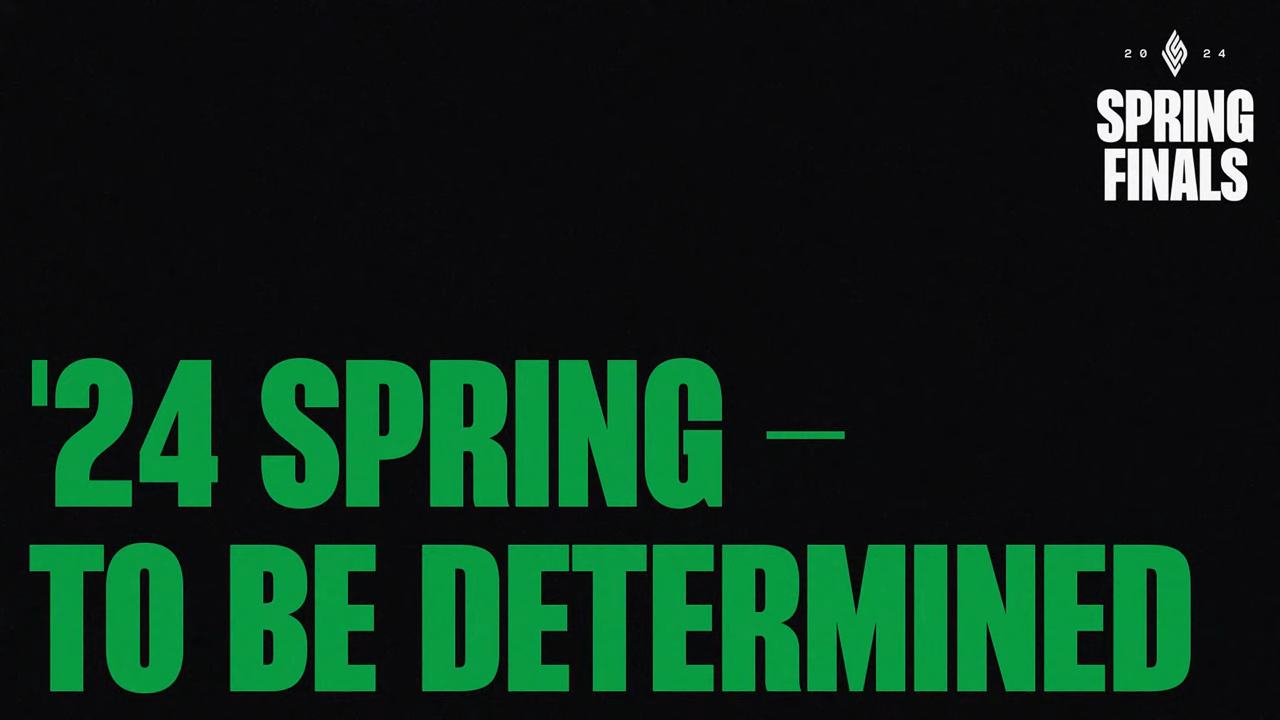 20 24
SPRING
FINALS
'24 SPRING —
TO BE DETERMINED